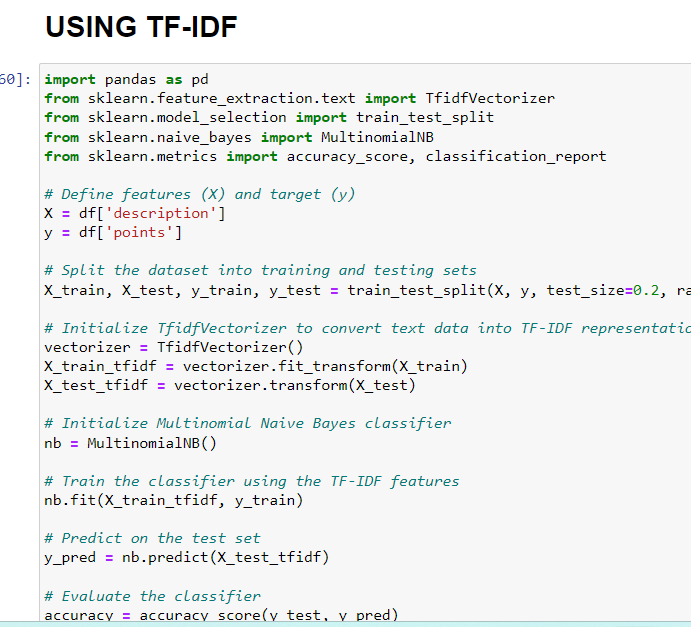 USING TF-IDF
60]:
import pandas as pd
from sklearn.feature_extraction.text import TfidfVectorizer
from sklearn.model_selection import train_test_split
from sklearn.naive_bayes import MultinomialNB
from sklearn.metrics import accuracy_score, classification_report
# Define features (X) and target (y)
X = df['description']
y = df['points']
# Split the dataset into training and testing sets
X_train, X_test, y_train, y_test = train_test_split(X, y, test_size=0.2, ra
# Initialize TfidfVectorizer to convert text data into TF-IDF representatio
vectorizer = TfidfVectorizer()
X_train_tfidf = vectorizer.fit_transform(X_train)
X_test_tfidf = vectorizer.transform(X_test)
# Initialize Multinomial Naive Bayes classifier
nb = MultinomialNB()
# Train the classifier using the TF-IDF features
nb.fit(X_train_tfidf, y_train)
# Predict on the test set
y_pred = nb.predict(X_test_tfidf)
# Evaluate the classifier
accuracy = accuracy_score(y_test, y_pred)